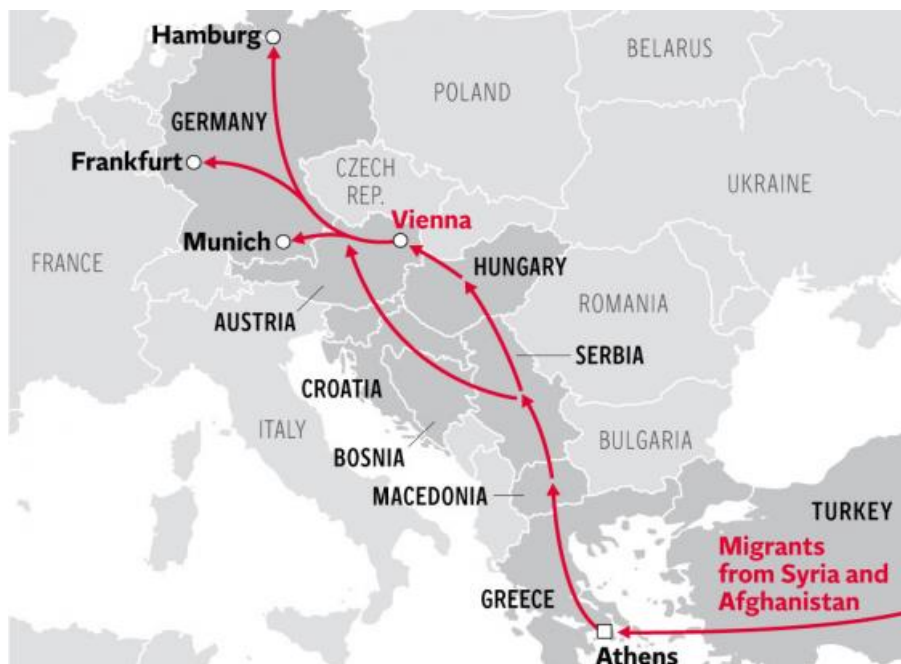 Hamburg
BELARUS
POLAND
GERMANY
Frankfurt
CZECH
REP.
UKRAINE
Vienna
Munich
FRANCE
HUNGARY
ROMANIA
AUSTRIA
SERBIA
CROATIA
ITALY
BULGARIA
BOSNIA
MACEDONIA
TURKEY
Migrants
from Syria and
Afghanistan
GREECE
Athens